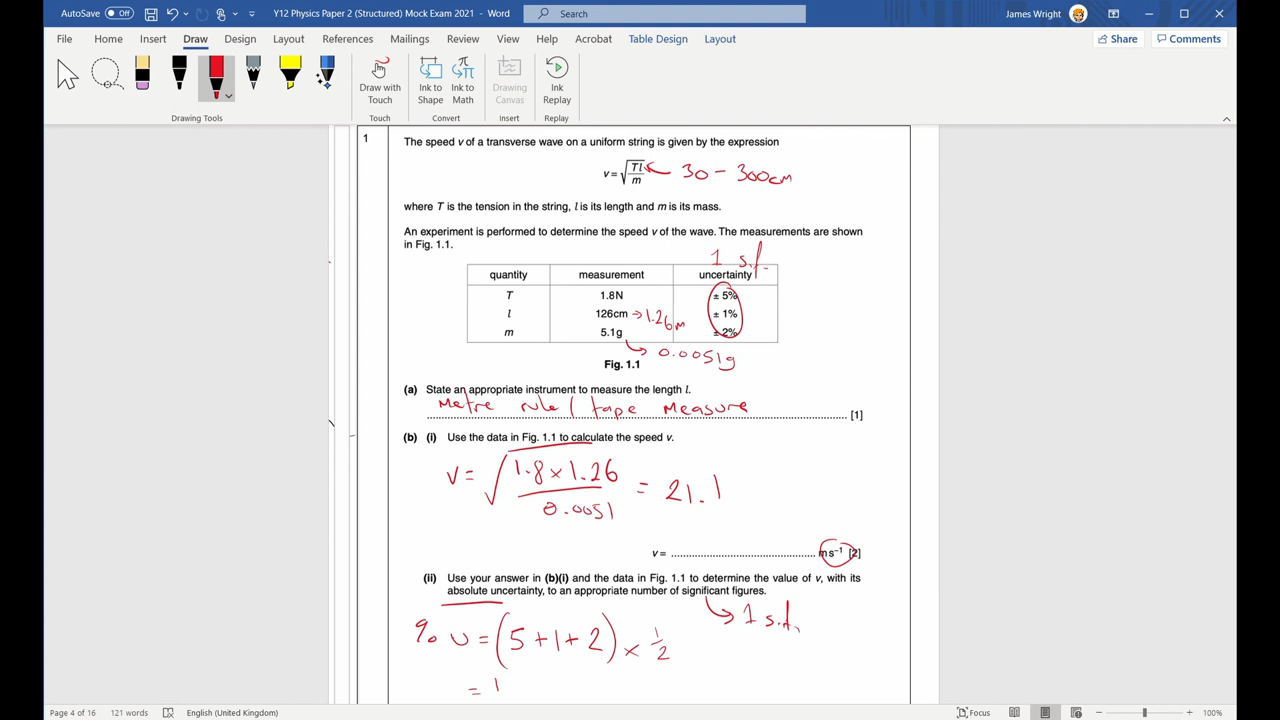 AutoSave Off Y12 Physics Paper 2 (Structured) Mock Exam 2021 - Word Search James Wright
File Home Insert Draw Design Layout References Mailings Review View Help Acrobat Table Design Layout Share Comments
Draw with Touch Ink to Shape Ink to Math Drawing Canvas Ink Replay
Drawing Tools Touch Convert Insert Replay
1 The speed v of a transverse wave on a uniform string is given by the expression
v = √(Tl/m) ← 30 - 300cm
where T is the tension in the string, l is its length and m is its mass.
An experiment is performed to determine the speed v of the wave. The measurements are shown
in Fig. 1.1.
1 s.f.
quantity measurement uncertainty
T 1.8N ± 5%
l 126cm → 1.26m ± 1%
m 5.1g ± 2%
→ 0.0051g
Fig. 1.1
(a) State an appropriate instrument to measure the length l.
Metre rule / tape measure
[1]
(b) (i) Use the data in Fig. 1.1 to calculate the speed v.
v = √(1.8 × 1.26 / 0.0051) = 21.1
v = ................................................ m s⁻¹ [2]
(ii) Use your answer in (b)(i) and the data in Fig. 1.1 to determine the value of v, with its
absolute uncertainty, to an appropriate number of significant figures.
→ 1 s.f.
% u = (5 + 1 + 2) × 1/2
=
Page 4 of 16 121 words English (United Kingdom) Focus 100%